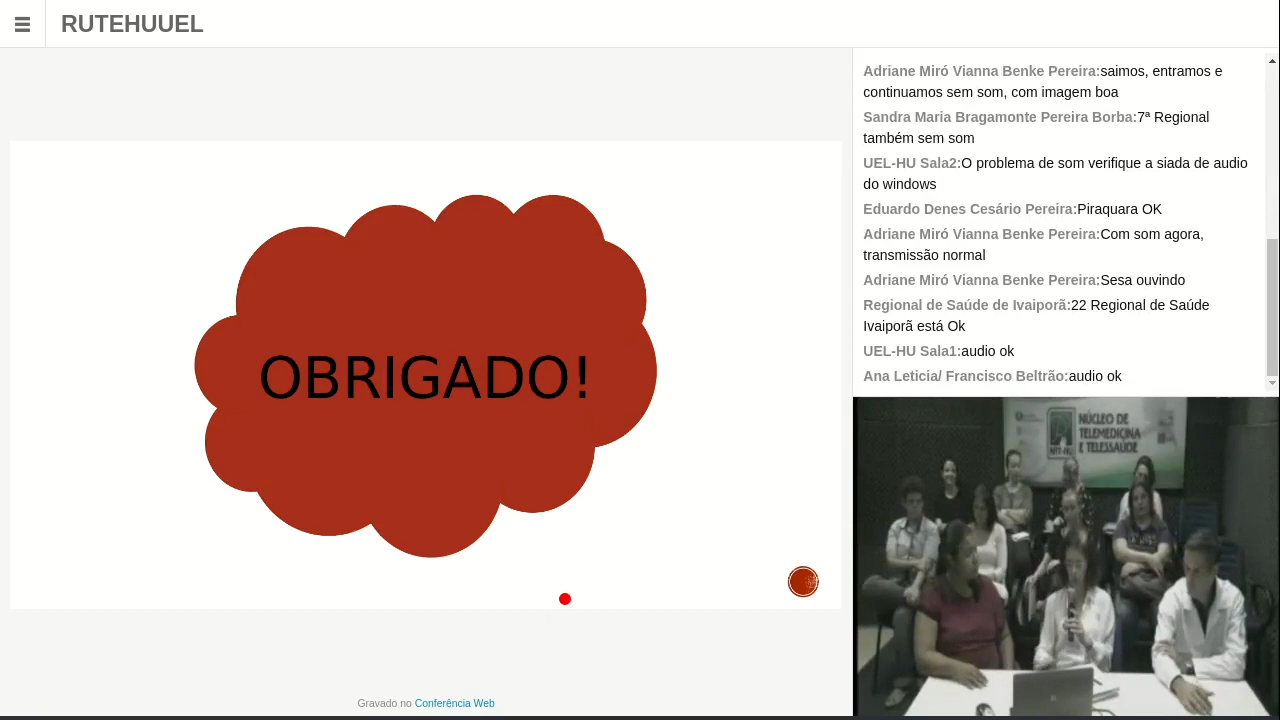 RUTEHUUEL
Adriane Miró Vianna Benke Pereira:saimos, entramos e
continuamos sem som, com imagem boa
Sandra Maria Bragamonte Pereira Borba:7ª Regional
também sem som
UEL-HU Sala2:O problema de som verifique a siada de audio
do windows
Eduardo Denes Cesário Pereira:Piraquara OK
Adriane Miró Vianna Benke Pereira:Com som agora,
transmissão normal
Adriane Miró Vianna Benke Pereira:Sesa ouvindo
Regional de Saúde de Ivaiporã:22 Regional de Saúde
Ivaiporã está Ok
UEL-HU Sala1:audio ok
Ana Leticia/ Francisco Beltrão:audio ok
OBRIGADO!
NÚCLEO DE
TELEMEDICINA
E TELESSAÚDE
NTT-HU
Gravado no Conferência Web